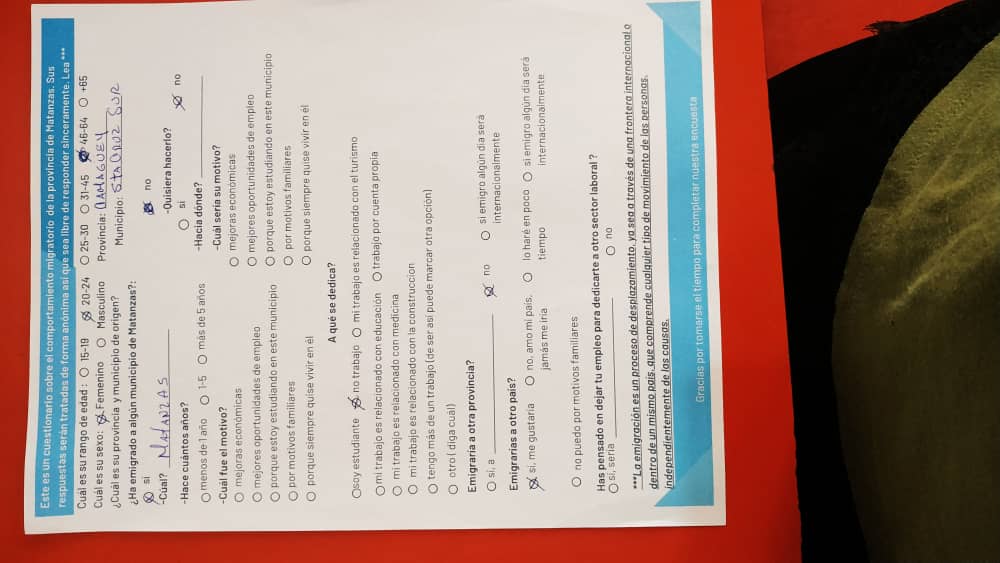 Este es un cuestionario sobre el comportamiento migratorio de la provincia de Matanzas. Sus
respuestas serán tratadas de forma anónima así que sea libre de responder sinceramente. Lea ***
Cuál es su rango de edad: 15-19 20-24 25-30 31-45 46-64 +65
Cuál es su sexo: Femenino Masculino
¿Cuál es su provincia y municipio de origen? Provincia: CAMAGUEY
Municipio: STA CRUZ SUR
¿Ha emigrado a algún municipio de Matanzas?:
si
no
-Cúal? MATANZAS
-Quisiera hacerlo?
si
no
-Hace cuántos años?
menos de 1 año 1-5 más de 5 años
-Hacia dónde?
-Cuál fue el motivo?
mejoras económicas
mejores oportunidades de empleo
porque estoy estudiando en este municipio
por motivos familiares
porque siempre quise vivir en él
-Cuál sería su motivo?
mejoras económicas
mejores oportunidades de empleo
porque estoy estudiando en este municipio
por motivos familiares
porque siempre quise vivir en él
A qué se dedica?
soy estudiante no trabajo mi trabajo es relacionado con el turismo
mi trabajo es relacionado con educación trabajo por cuenta propia
mi trabajo es relacionado con medicina
mi trabajo es relacionado con la construccion
tengo más de un trabajo (de ser asi puede marcar otra opción)
otro ( diga cual)
Emigraría a otra provincia?
si, a
no
si emigro algún dia será
internacionalmente
Emigrarías a otro país?
si, me gustaría
no, amo mi país,
jamás me iria
lo haré en poco
tiempo
si emigro algún dia será
internacionalmente
no puedo por motivos familiares
Has pensado en dejar tu empleo para dedicarte a otro sector laboral ?
si, sería
no
***La emigración es un proceso de desplazamiento, ya sea a través de una frontera internacional o
dentro de un mismo país, que comprende cualquier tipo de movimiento de las personas,
independientemente de las causas.
Gracias por tomarse el tiempo para completar nuestra encuesta